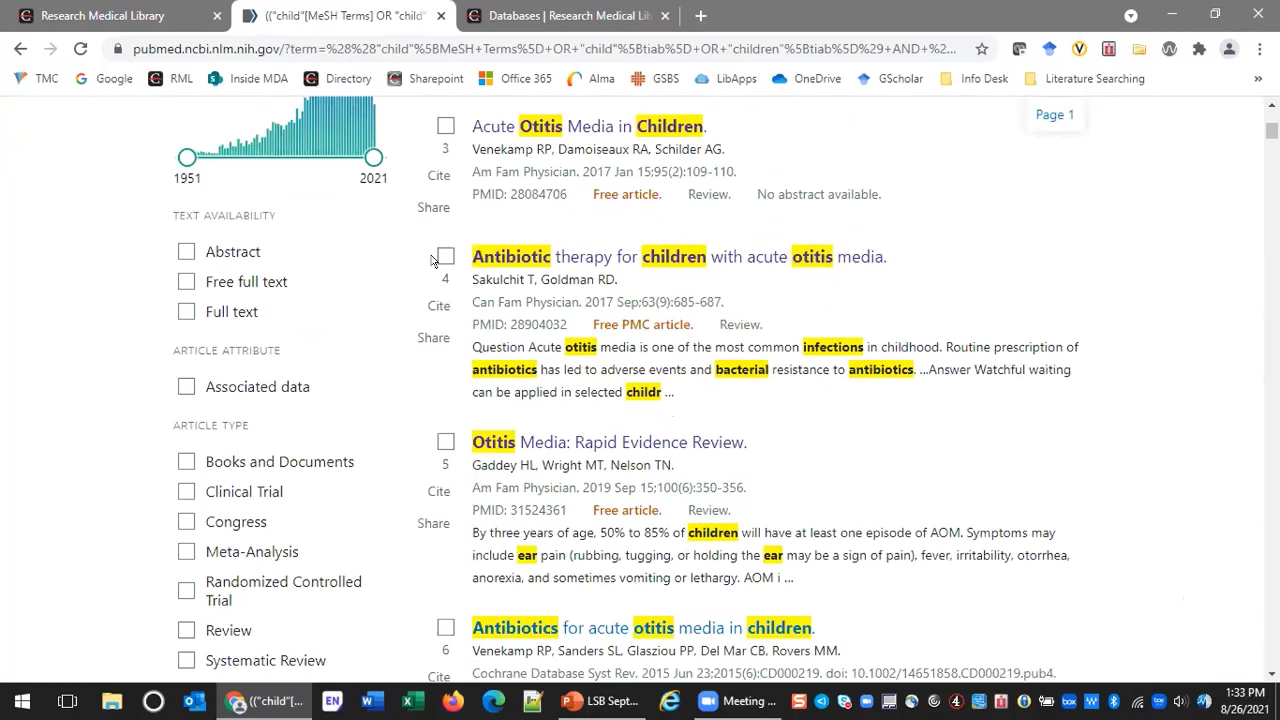 Research Medical Library
(("child"[MeSH Terms] OR "child"
Databases | Research Medical Lib
pubmed.ncbi.nlm.nih.gov/?term=%28%28"child"%5BMeSH+Terms%5D+OR+"child"%5Btiab%5D+OR+"children"%5Btiab%5D%29+AND+%2...
TMC
Google
RML
Inside MDA
Directory
Sharepoint
Office 365
Alma
GSBS
LibApps
OneDrive
GScholar
Info Desk
Literature Searching
»
Page 1
1951
2021
TEXT AVAILABILITY
Abstract
Free full text
Full text
ARTICLE ATTRIBUTE
Associated data
ARTICLE TYPE
Books and Documents
Clinical Trial
Congress
Meta-Analysis
Randomized Controlled
Trial
Review
Systematic Review
Acute Otitis Media in Children.
3
Venekamp RP, Damoiseaux RA, Schilder AG.
Cite
Am Fam Physician. 2017 Jan 15;95(2):109-110.
PMID: 28084706 Free article. Review. No abstract available.
Share
Antibiotic therapy for children with acute otitis media.
4
Sakulchit T, Goldman RD.
Cite
Can Fam Physician. 2017 Sep;63(9):685-687.
PMID: 28904032 Free PMC article. Review.
Share
Question Acute otitis media is one of the most common infections in childhood. Routine prescription of
antibiotics has led to adverse events and bacterial resistance to antibiotics. ...Answer Watchful waiting
can be applied in selected childr ...
Otitis Media: Rapid Evidence Review.
5
Gaddey HL, Wright MT, Nelson TN.
Cite
Am Fam Physician. 2019 Sep 15;100(6):350-356.
PMID: 31524361 Free article. Review.
Share
By three years of age, 50% to 85% of children will have at least one episode of AOM. Symptoms may
include ear pain (rubbing, tugging, or holding the ear may be a sign of pain), fever, irritability, otorrhea,
anorexia, and sometimes vomiting or lethargy. AOM i ...
Antibiotics for acute otitis media in children.
6
Venekamp RP, Sanders SL, Glasziou PP, Del Mar CB, Rovers MM.
Cite
Cochrane Database Syst Rev. 2015 Jun 23;2015(6):CD000219. doi: 10.1002/14651858.CD000219.pub4.
(("child"[...
EN
LSB Sept...
Meeting ...
1:33 PM
8/26/2021